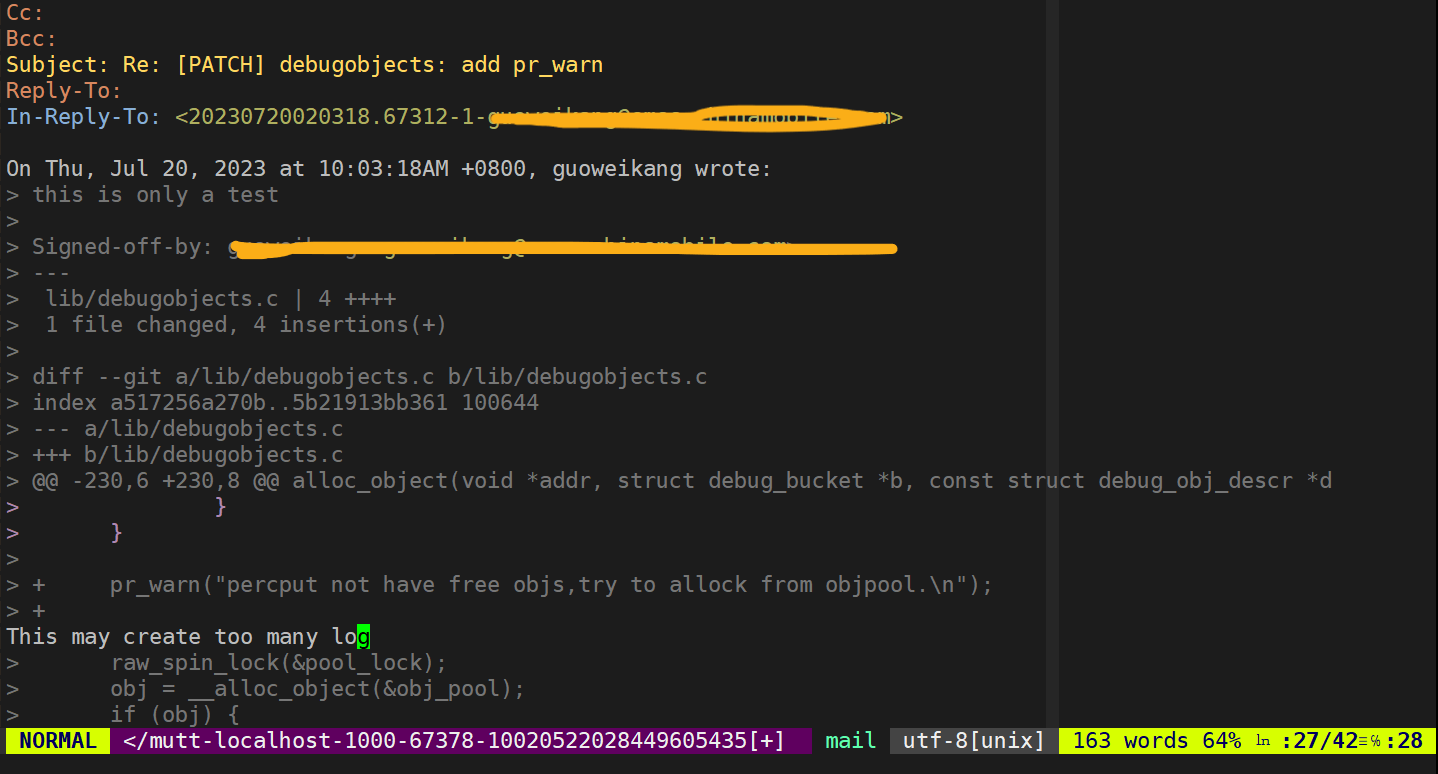 Cc:
Bcc:
Subject: Re: [PATCH] debugobjects: add pr_warn
Reply-To:
In-Reply-To: <20230720020318.67312-1-

On Thu, Jul 20, 2023 at 10:03:18AM +0800, guoweikang wrote:
> this is only a test
>
> Signed-off-by:
> ---
>  lib/debugobjects.c | 4 ++++
>  1 file changed, 4 insertions(+)
>
> diff --git a/lib/debugobjects.c b/lib/debugobjects.c
> index a517256a270b..5b21913bb361 100644
> --- a/lib/debugobjects.c
> +++ b/lib/debugobjects.c
> @@ -230,6 +230,8 @@ alloc_object(void *addr, struct debug_bucket *b, const struct debug_obj_descr *d
>               }
>       }
>
> +     pr_warn("percput not have free objs,try to allock from objpool.\n");
> +
This may create too many log
>       raw_spin_lock(&pool_lock);
>       obj = __alloc_object(&obj_pool);
>       if (obj) {
NORMAL </mutt-localhost-1000-67378-10020522028449605435[+] mail utf-8[unix] 163 words 64% ㏑ :27/42≡℅:28